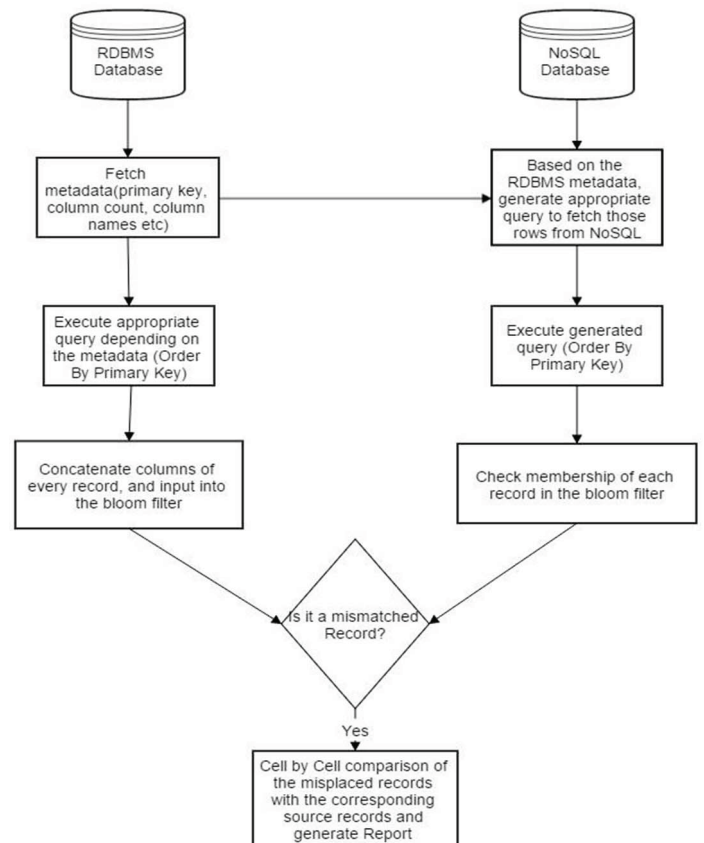 RDBMS
Database
NoSQL
Database
Fetch
metadata(primary key,
column count, column
names etc)
Based on the
RDBMS metadata,
generate appropriate
query to fetch those
rows from NoSQL
Execute appropriate
query depending on
the metadata (Order
By Primary Key)
Execute generated
query (Order By
Primary Key)
Concatenate columns of
every record, and input into
the bloom filter
Check membership of each
record in the bloom filter
Is it a mismatched
Record?
Yes
Cell by Cell comparison of
the misplaced records
with the corresponding
source records and
generate Report